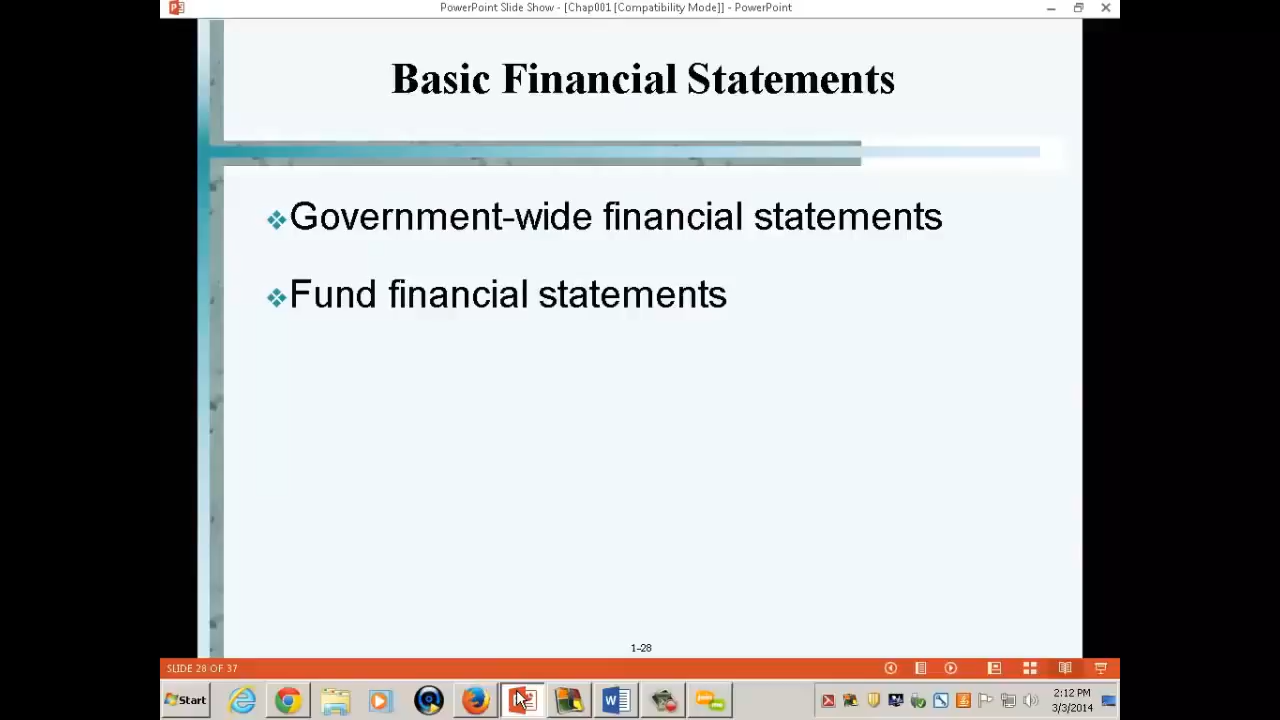 PowerPoint Slide Show - [Chap001 [Compatibility Mode]] - PowerPoint
Basic Financial Statements
Government-wide financial statements
Fund financial statements
1-28
SLIDE 28 OF 37
Start
2:12 PM
3/3/2014